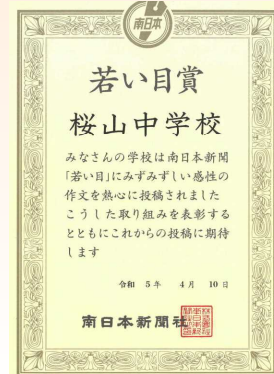 南日本
若い目賞
桜山中学校
みなさんの学校は南日本新聞
「若い目」にみずみずしい感性の
作文を熱心に投稿されました
こうした取り組みを表彰する
とともにこれからの投稿に期待
します
令和 5年 4月 10日
南日本新聞社